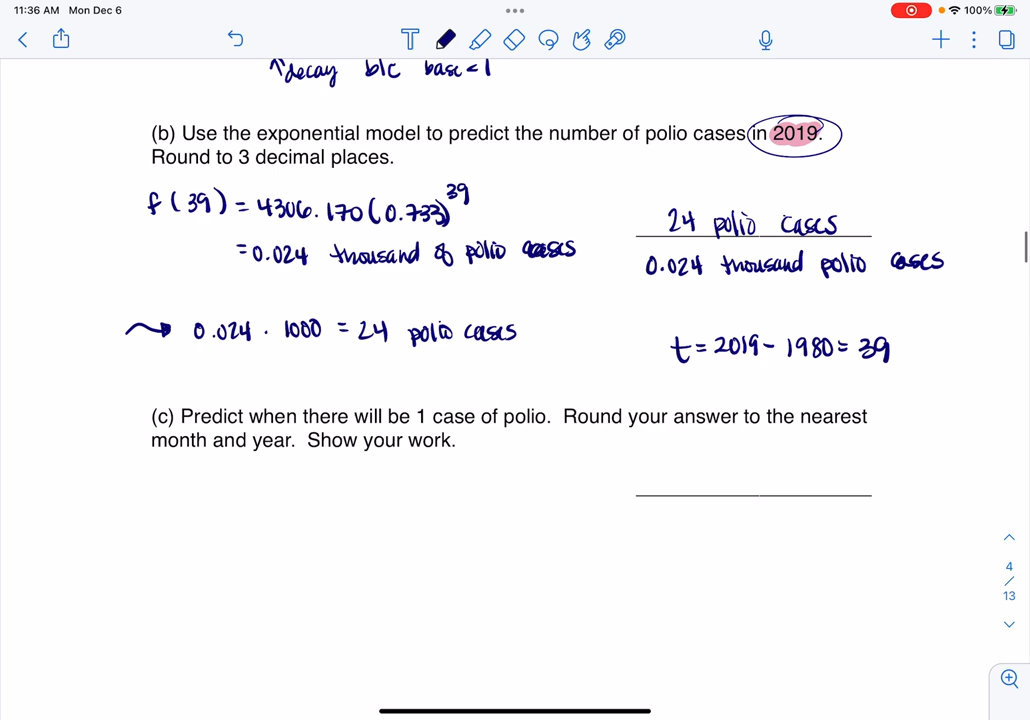 11:36 AM Mon Dec 6
100%
↑decay b/c base < 1
(b) Use the exponential model to predict the number of polio cases in 2019.
Round to 3 decimal places.
f(39) = 4306.170(0.733)^39
= 0.024 thousand of polio cases
24 polio cases
0.024 thousand polio cases
→ 0.024 · 1000 = 24 polio cases
t = 2019 - 1980 = 39
(c) Predict when there will be 1 case of polio. Round your answer to the nearest
month and year. Show your work.
4
/
13